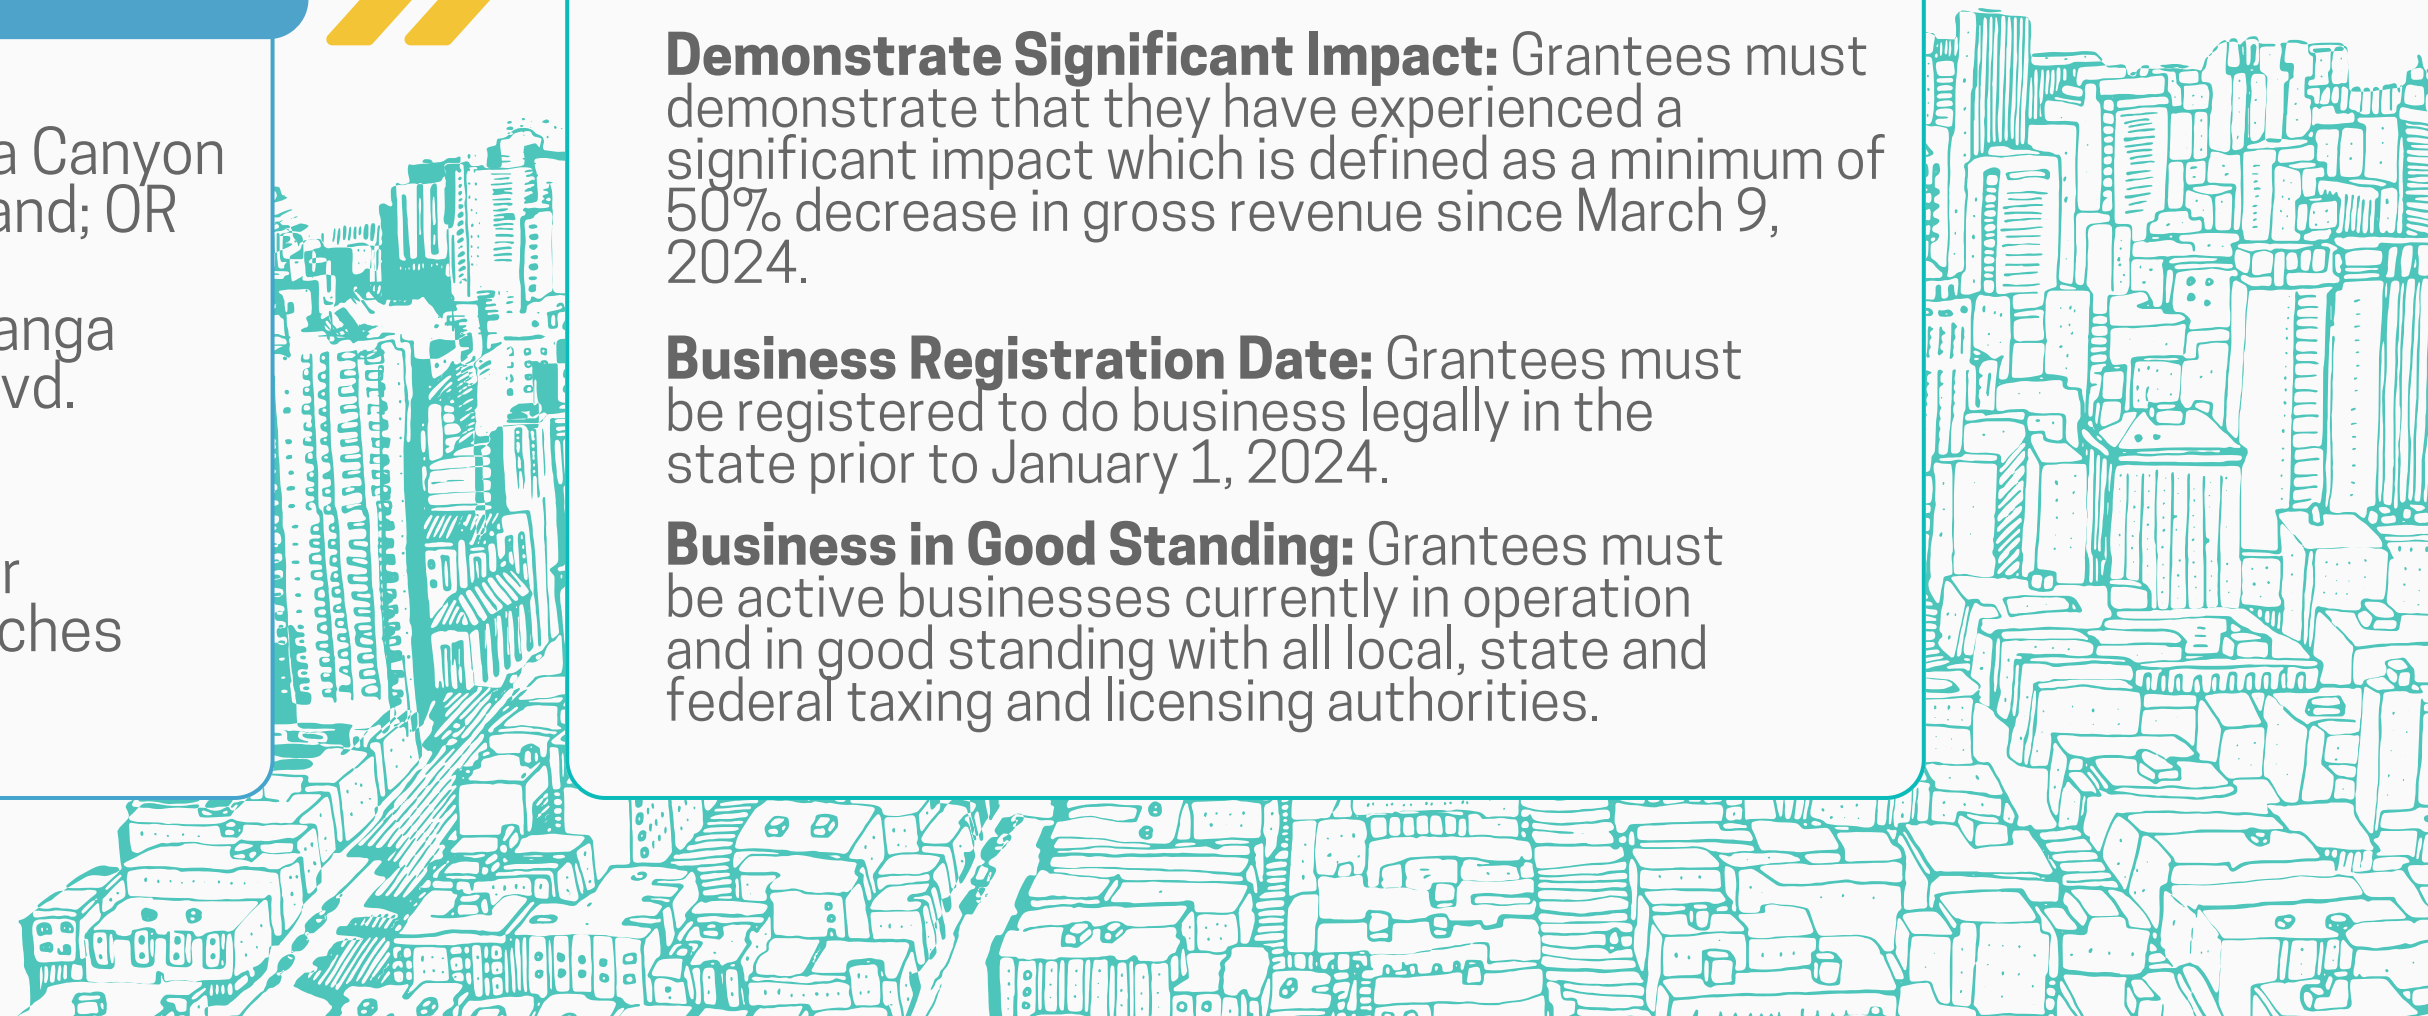 a Canyon
and; OR
anga
vd.
r
ches
Demonstrate Significant Impact: Grantees must
demonstrate that they have experienced a
significant impact which is defined as a minimum of
50% decrease in gross revenue since March 9,
2024.
Business Registration Date: Grantees must
be registered to do business legally in the
state prior to January 1, 2024.
Business in Good Standing: Grantees must
be active businesses currently in operation
and in good standing with all local, state and
federal taxing and licensing authorities.